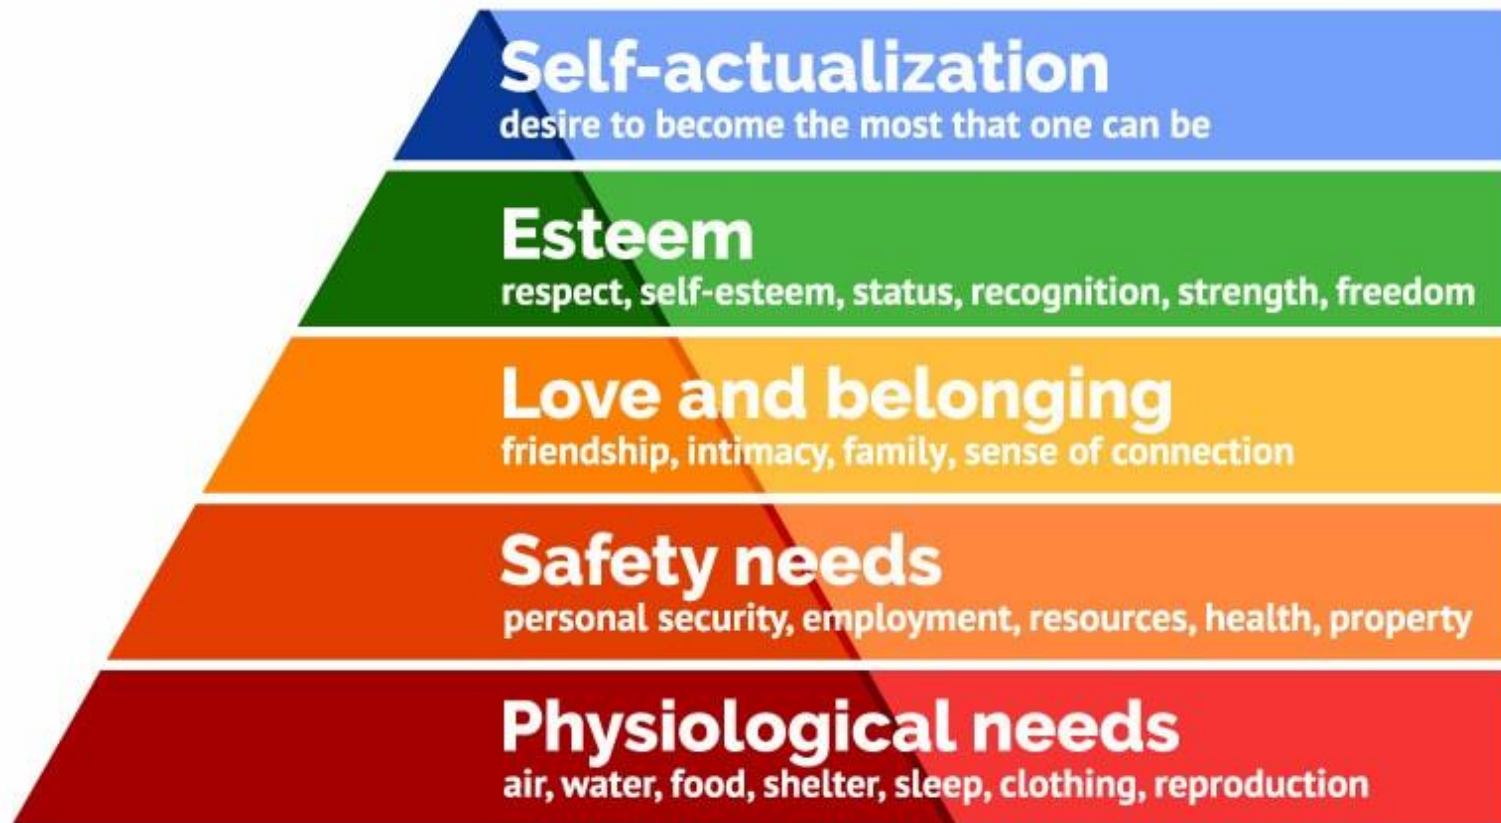 Self-actualization
desire to become the most that one can be
Esteem
respect, self-esteem, status, recognition, strength, freedom
Love and belonging
friendship, intimacy, family, sense of connection
Safety needs
personal security, employment, resources, health, property
Physiological needs
air, water, food, shelter, sleep, clothing, reproduction